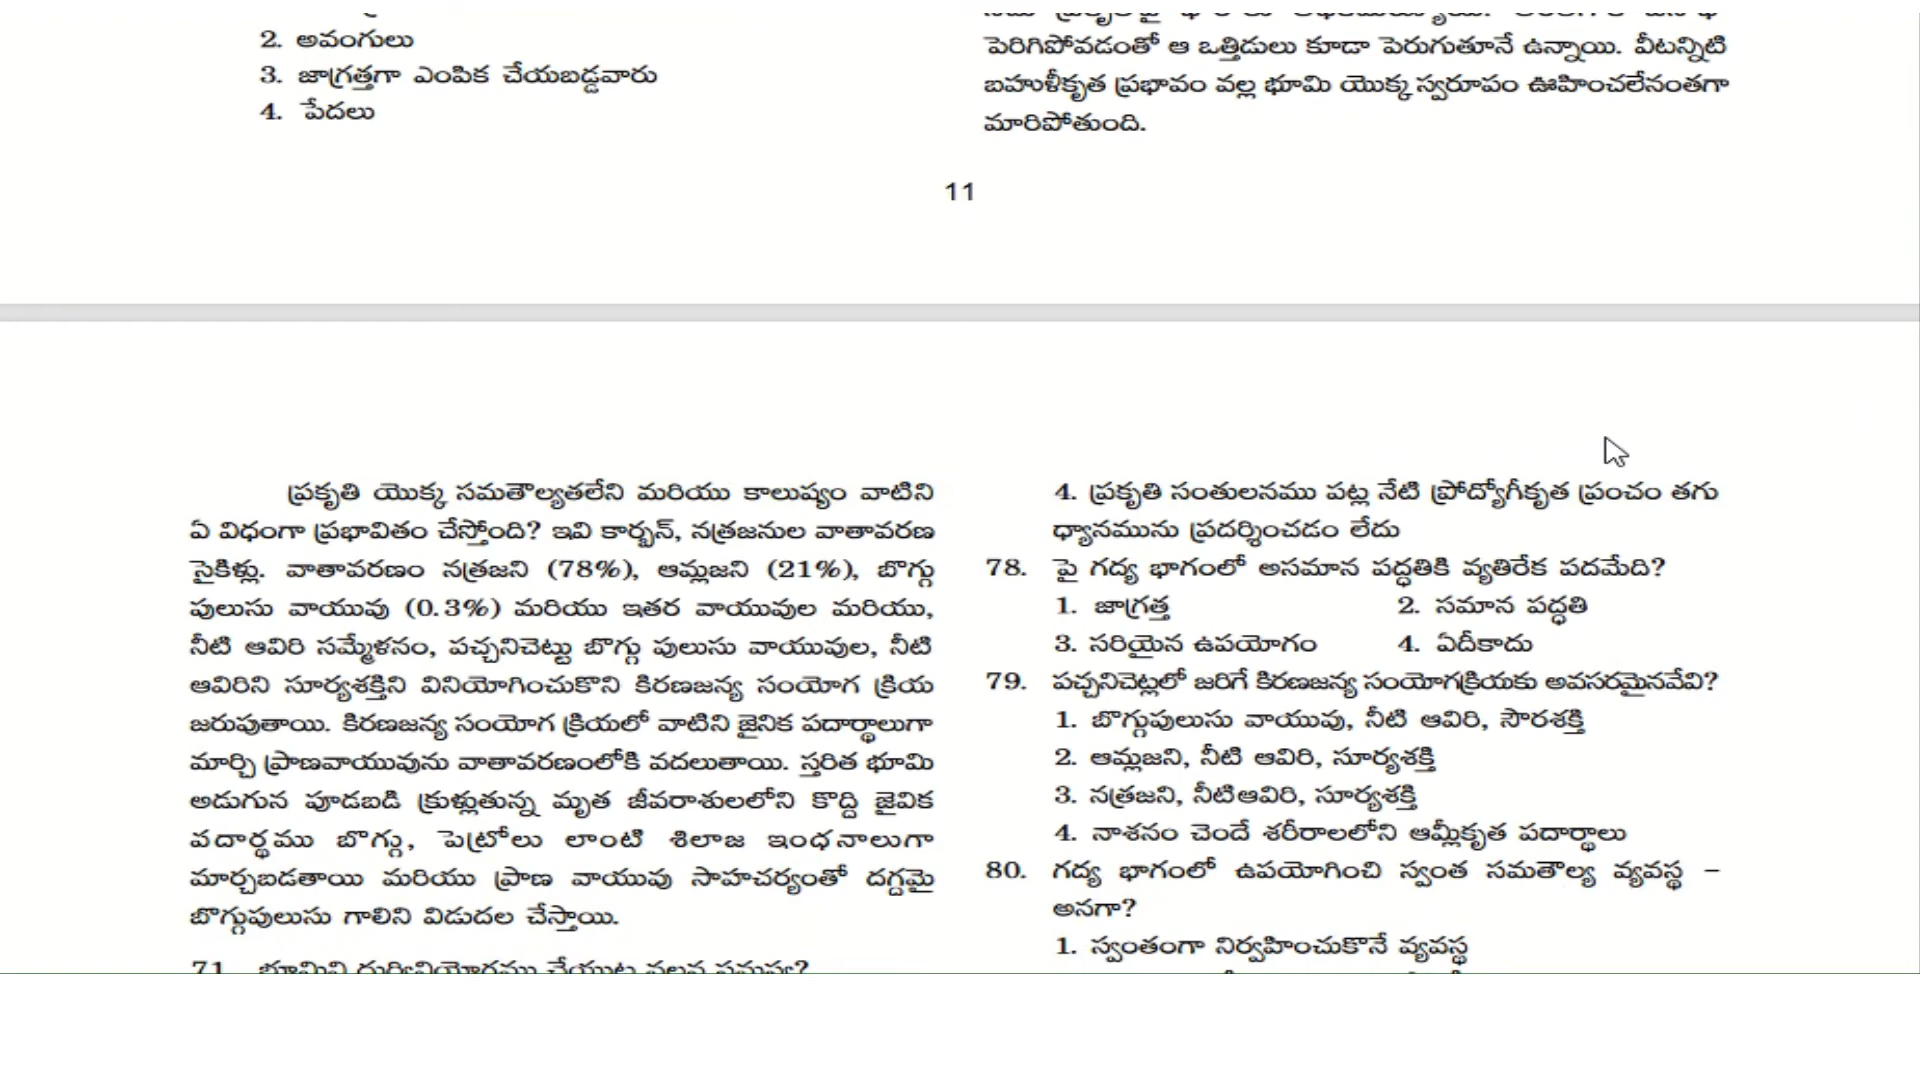 2. అవంగులు
3. జాగ్రత్తగా ఎంపిక చేయబడ్డవారు
4. పేదలు
పెరిగిపోవడంతో ఆ ఒత్తిడులు కూడా పెరుగుతూనే ఉన్నాయి. వీటన్నిటి
బహుళీకృత ప్రభావం వల్ల భూమి యొక్క స్వరూపం ఊహించలేనంతగా
మారిపోతుంది.
11
ప్రకృతి యొక్క సమతౌల్యతలేని మరియు కాలుష్యం వాటిని
ఏ విధంగా ప్రభావితం చేస్తోంది? ఇవి కార్బన్, నత్రజనుల వాతావరణ
సైకిళ్లు. వాతావరణం నత్రజని (78%), ఆమ్లజని (21%), బొగ్గు
పులుసు వాయువు (0.3%) మరియు ఇతర వాయువుల మరియు,
నీటి ఆవిరి సమ్మేళనం, పచ్చనిచెట్టు బొగ్గు పులుసు వాయువుల, నీటి
ఆవిరిని సూర్యశక్తిని వినియోగించుకొని కిరణజన్య సంయోగ క్రియ
జరుపుతాయి. కిరణజన్య సంయోగ క్రియలో వాటిని జైనిక పదార్థాలుగా
మార్చి ప్రాణవాయువును వాతావరణంలోకి వదలుతాయి. స్తరిత భూమి
అడుగున పూడబడి క్రుళ్లుతున్న మృత జీవరాశులలోని కొద్ది జైవిక
పదార్థము బొగ్గు, పెట్రోలు లాంటి శిలాజ ఇంధనాలుగా
మార్చబడతాయి మరియు ప్రాణ వాయువు సాహచర్యంతో దగ్దమై
బొగ్గుపులుసు గాలిని విడుదల చేస్తాయి.
71. భూమిని దుర్వినియోగము చేయుట వలన సమస్య?
4. ప్రకృతి సంతులనము పట్ల నేటి ప్రోద్యోగీకృత ప్రంచం తగు
ధ్యానమును ప్రదర్శించడం లేదు
78. పై గద్య భాగంలో అసమాన పద్ధతికి వ్యతిరేక పదమేది?
1. జాగ్రత్త 2. సమాన పద్ధతి
3. సరియైన ఉపయోగం 4. ఏదీకాదు
79. పచ్చనిచెట్లలో జరిగే కిరణజన్య సంయోగక్రియకు అవసరమైనవేవి?
1. బొగ్గుపులుసు వాయువు, నీటి ఆవిరి, సౌరశక్తి
2. ఆమ్లజని, నీటి ఆవిరి, సూర్యశక్తి
3. నత్రజని, నీటిఆవిరి, సూర్యశక్తి
4. నాశనం చెందే శరీరాలలోని ఆమ్లీకృత పదార్థాలు
80. గద్య భాగంలో ఉపయోగించి స్వంత సమతౌల్య వ్యవస్థ –
అనగా?
1. స్వంతంగా నిర్వహించుకొనే వ్యవస్థ